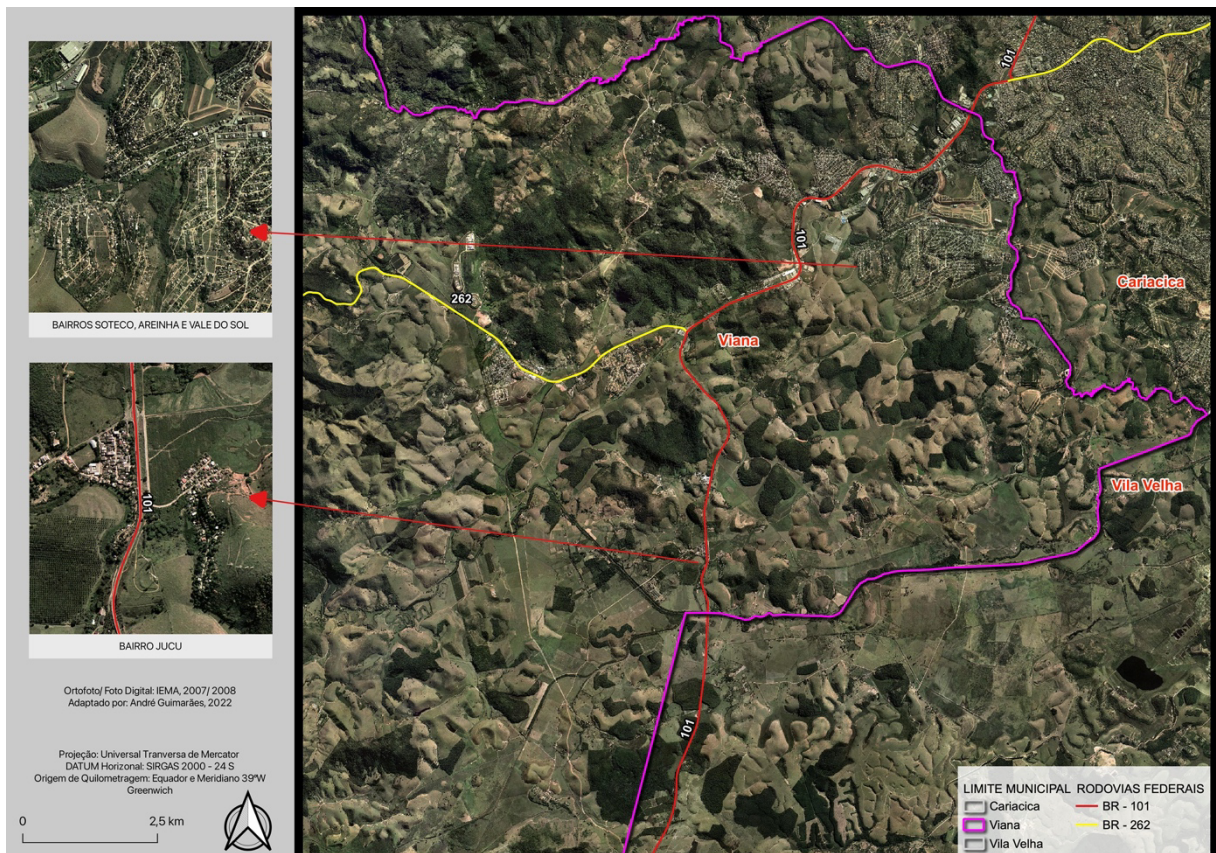 BAIRROS SOTECO, AREINHA E VALE DO SOL
BAIRRO JUCU
101
Ortofoto/ Foto Digital: IEMA, 2007/ 2008
Adaptado por: André Guimarães, 2022
Projeção: Universal Tranversa de Mercator
DATUM Horizonal: SIRGAS 2000 - 24 S
Origem de Quilometragem: Equador e Meridiano 39ºW
Greenwich
0 2,5 km
101
101
262
Cariacica
Viana
Vila Velha
101
LIMITE MUNICIPAL RODOVIAS FEDERAIS
Cariacica BR - 101
Viana BR - 262
Vila Velha